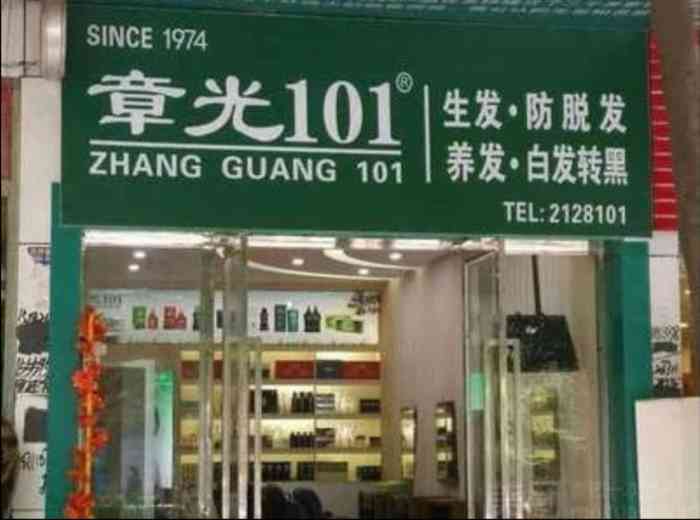 SINCE 1974
章光101®
ZHANG GUANG 101
生发·防脱发
养发·白发转黑
TEL: 2128101
101